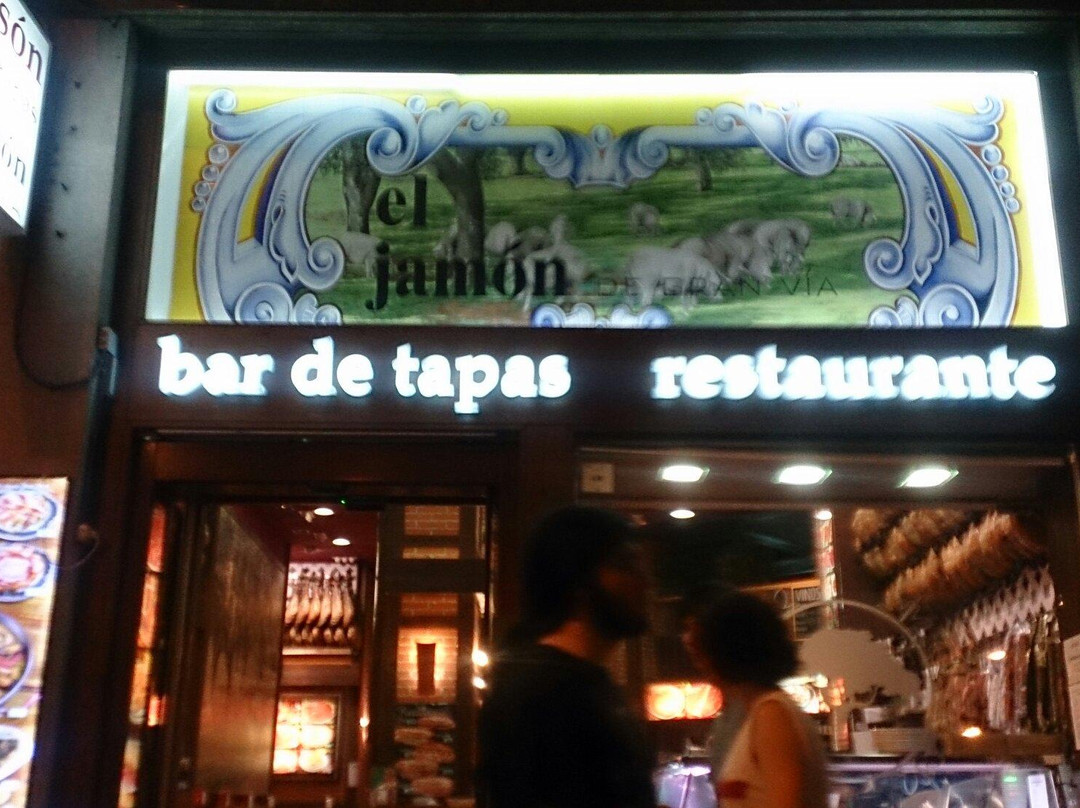 el
jamón DE GRAN VÍA
bar de tapas restaurante